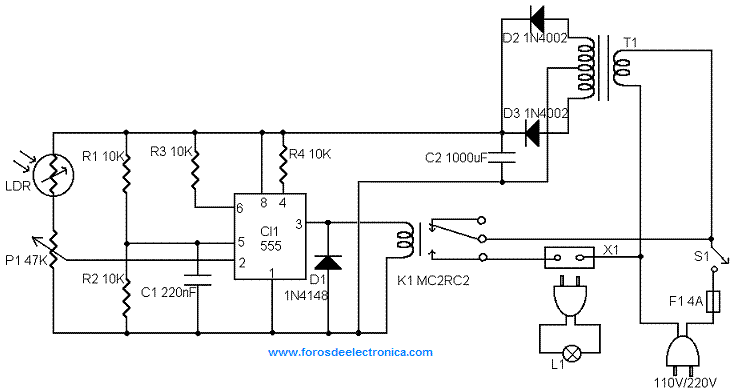 D2 1N4002
T1
D3 1N4002
C2 1000uF
R1 10K
R3 10K
R4 10K
LDR
8 4
6
CI1
555
3
5
2
1
P1 47K
R2 10K
C1 220nF
D1
1N4148
K1 MC2RC2
X1
S1
F1 4A
L1
110V/220V
www.forosdeelectronica.com